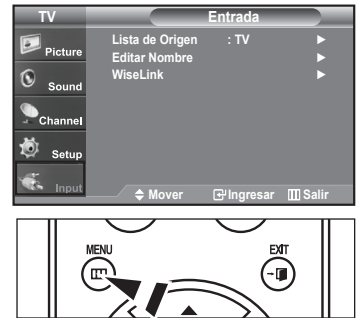 TV Entrada
Picture
Sound
Channel
Setup
Input
Lista de Origen : TV ►
Editar Nombre ►
WiseLink ►
Mover Ingresar Salir
MENU EXIT